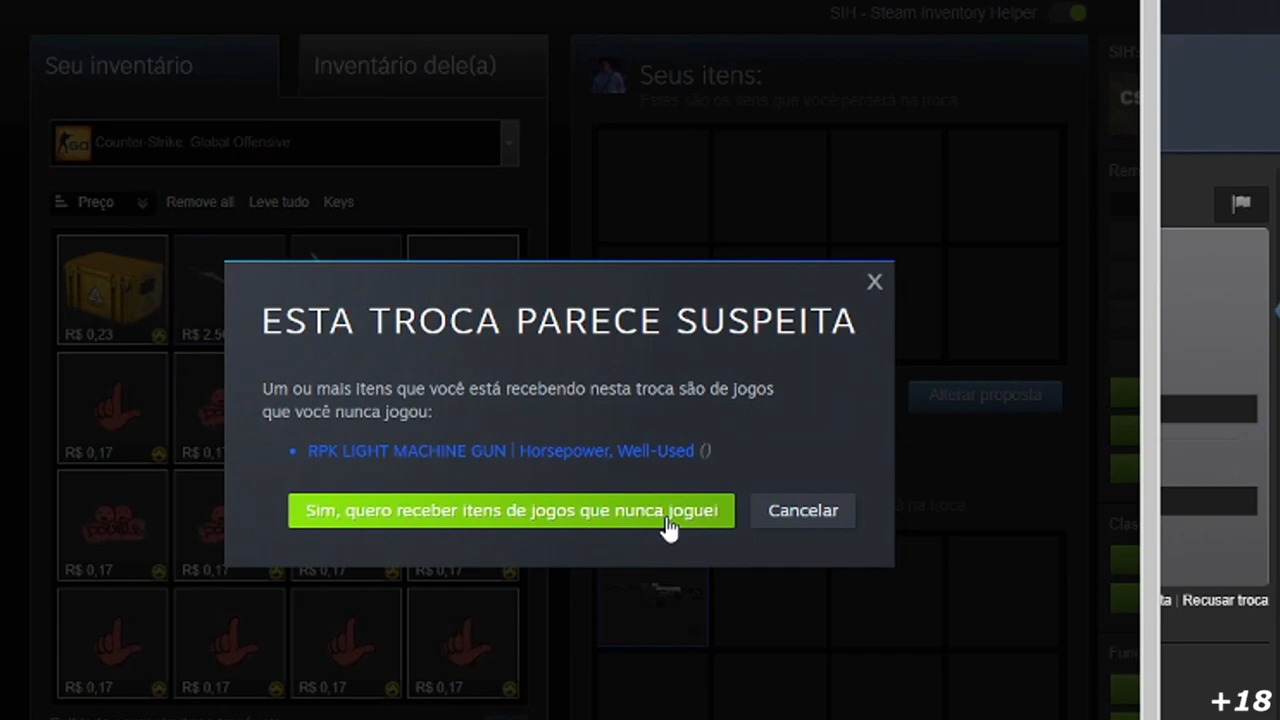 SIH - Steam Inventory Helper
Seu inventário
Inventário dele(a)
Seus itens:
Estes são os itens que você perderá na troca
Counter-Strike: Global Offensive
Preço
Remove all
Leve tudo
Keys
R$ 0,23
ESTA TROCA PARECE SUSPEITA
X
Um ou mais itens que você está recebendo nesta troca são de jogos
que você nunca jogou:
RPK LIGHT MACHINE GUN | Horsepower, Well-Used ()
Sim, quero receber itens de jogos que nunca joguei
Cancelar
Alterar proposta
na troca
R$ 0,17
R$ 0,17
R$ 0,17
R$ 0,17
R$ 0,17
R$ 0,17
R$ 0,17
R$ 0,17
R$ 0,17
Recusar troca
+18